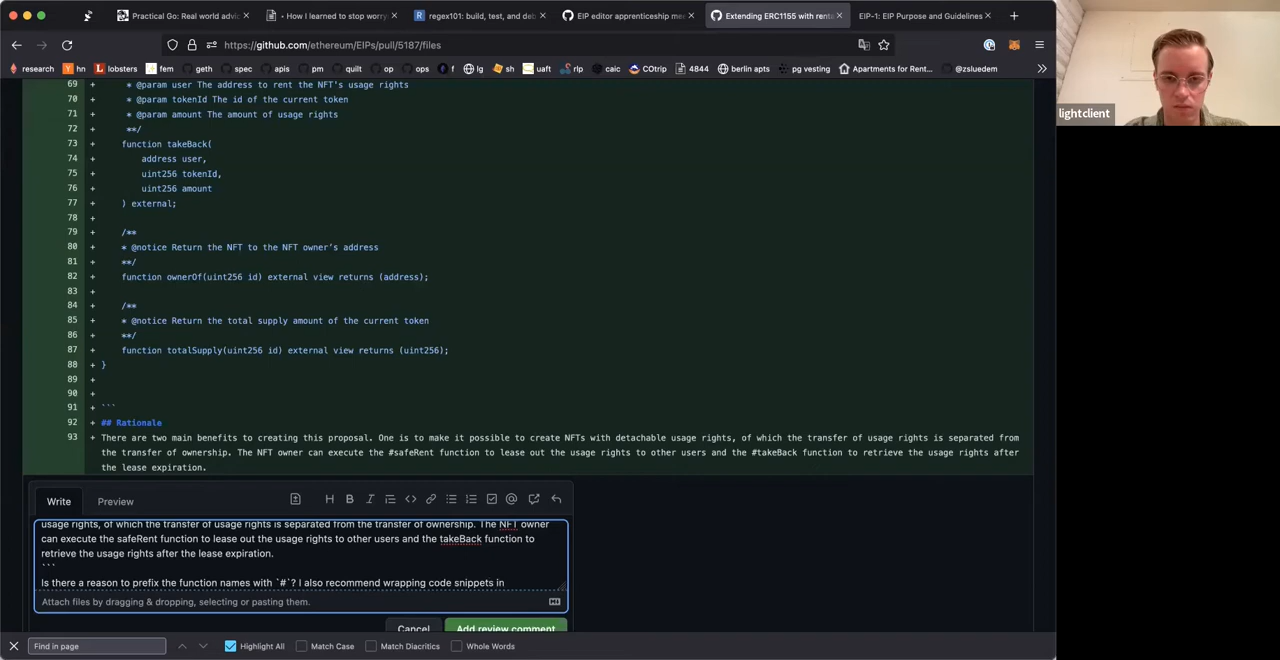 Practical Go: Real world advic
How I learned to stop worry
regex101: build, test, and deb
EIP editor apprenticeship mee
Extending ERC1155 with renta
EIP-1: EIP Purpose and Guidelines
https://github.com/ethereum/EIPs/pull/5187/files
research hn lobsters fem geth spec apis pm quilt op ops f lg sh uaft rlp caic COtrip 4844 berlin apts pg vesting Apartments for Rent... @zsluedem
69 + * @param user The address to rent the NFT's usage rights
70 + * @param tokenId The id of the current token
71 + * @param amount The amount of usage rights
72 + **/
73 + function takeBack(
74 + address user,
75 + uint256 tokenId,
76 + uint256 amount
77 + ) external;
78 +
79 + /**
80 + * @notice Return the NFT to the NFT owner's address
81 + **/
82 + function ownerOf(uint256 id) external view returns (address);
83 +
84 + /**
85 + * @notice Return the total supply amount of the current token
86 + **/
87 + function totalSupply(uint256 id) external view returns (uint256);
88 + }
89 +
90 +
91 + ```
92 + ## Rationale
93 + There are two main benefits to creating this proposal. One is to make it possible to create NFTs with detachable usage rights, of which the transfer of usage rights is separated from
the transfer of ownership. The NFT owner can execute the #safeRent function to lease out the usage rights to other users and the #takeBack function to retrieve the usage rights after
the lease expiration.
Write Preview
usage rights, of which the transfer of usage rights is separated from the transfer of ownership. The NFT owner
can execute the safeRent function to lease out the usage rights to other users and the takeBack function to
retrieve the usage rights after the lease expiration.
```
Is there a reason to prefix the function names with `#`? I also recommend wrapping code snippets in
Attach files by dragging & dropping, selecting or pasting them.
Cancel Add review comment
Find in page Highlight All Match Case Match Diacritics Whole Words
lightclient